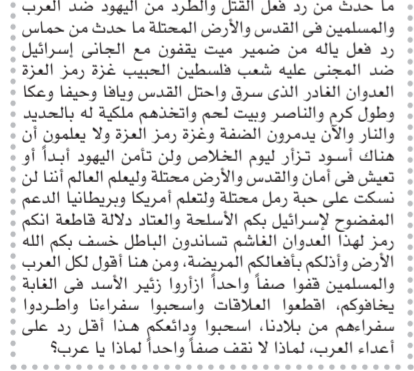 ما حدث من رد فعل القتل والطرد من اليهود ضد العرب
والمسلمين فى القدس والأرض المحتلة ما حدث من حماس
رد فعل ياله من ضمير ميت يقفون مع الجانى إسرائيل
ضد المجنى عليه شعب فلسطين الحبيب غزة رمز العزة
العدوان الغادر الذى سرق واحتل القدس ويافا وحيفا وعكا
وطول كرم والناصر وبيت لحم واتخذهم ملكية له بالحديد
والنار والآن يدمرون الضفة وغزة رمز العزة ولا يعلمون أن
هناك أسود تزأر ليوم الخلاص ولن تأمن اليهود أبداً أو
تعيش فى أمان والقدس والأرض محتلة وليعلم العالم أننا لن
نسكت على حبة رمل محتلة ولتعلم أمريكا وبريطانيا الدعم
المفضوح لإسرائيل بكم الأسلحة والعتاد دلالة قاطعة انكم
رمز لهذا العدوان الغاشم تساندون الباطل خسف بكم الله
الأرض وأذلكم بأفعالكم المريضة، ومن هنا أقول لكل العرب
والمسلمين قفوا صفاً واحداً ازأروا زئير الأسد فى الغابة
يخافوكم، اقطعوا العلاقات واسحبوا سفراءنا واطردوا
سفراءهم من بلادنا، اسحبوا ودائعكم هذا أقل رد على
أعداء العرب، لماذا لا نقف صفاً واحداً لماذا يا عرب؟